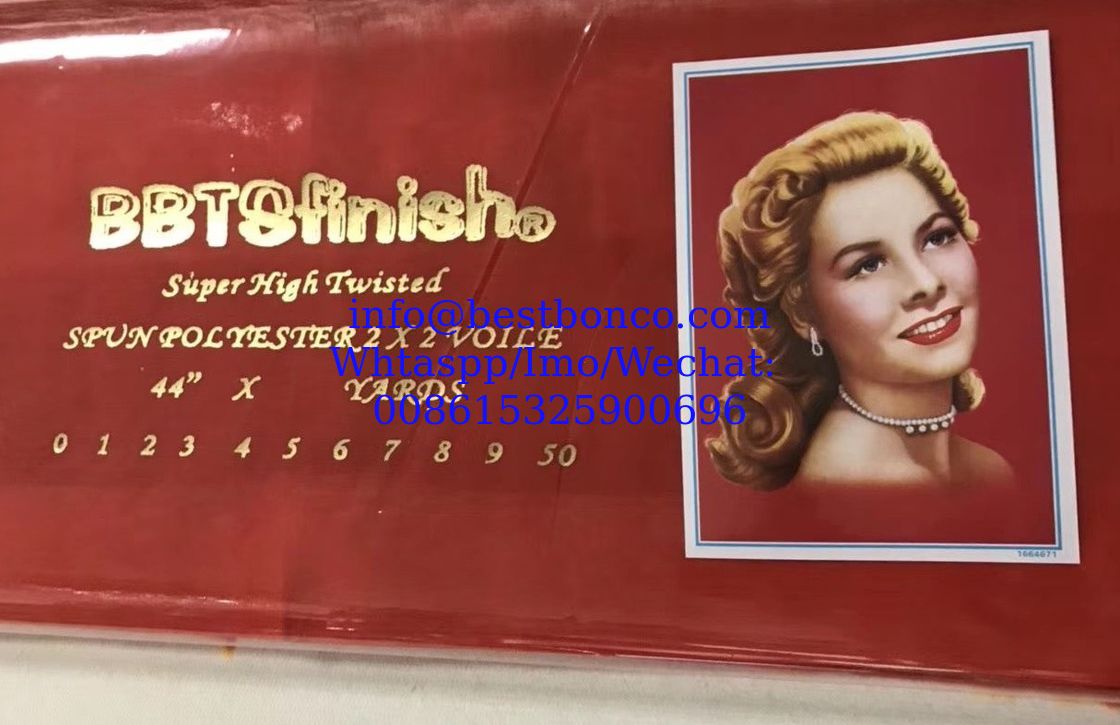 BBTOfinish®
Super High Twisted
SPUN POLYESTER 2 X 2 VOILE
44” X YARDS
0 1 2 3 4 5 6 7 8 9 50
info@bestbonco.com
Whtaspp/Imo/Wechat:
008615325900696
1664671